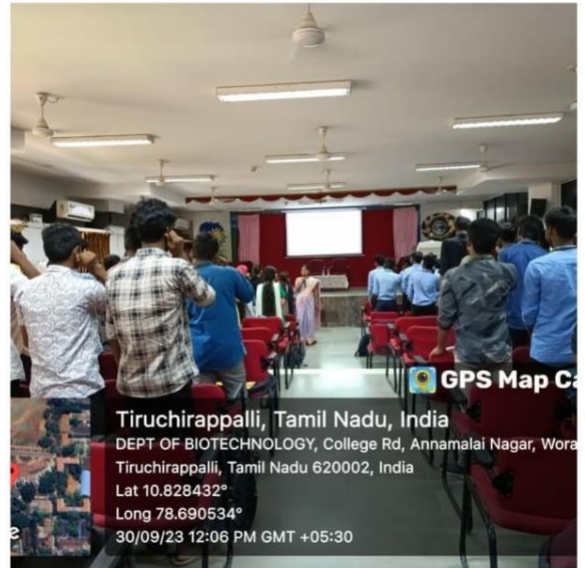 GPS Map Ca
Tiruchirappalli, Tamil Nadu, India
DEPT OF BIOTECHNOLOGY, College Rd, Annamalai Nagar, Wora
Tiruchirappalli, Tamil Nadu 620002, India
Lat 10.828432°
Long 78.690534°
30/09/23 12:06 PM GMT +05:30